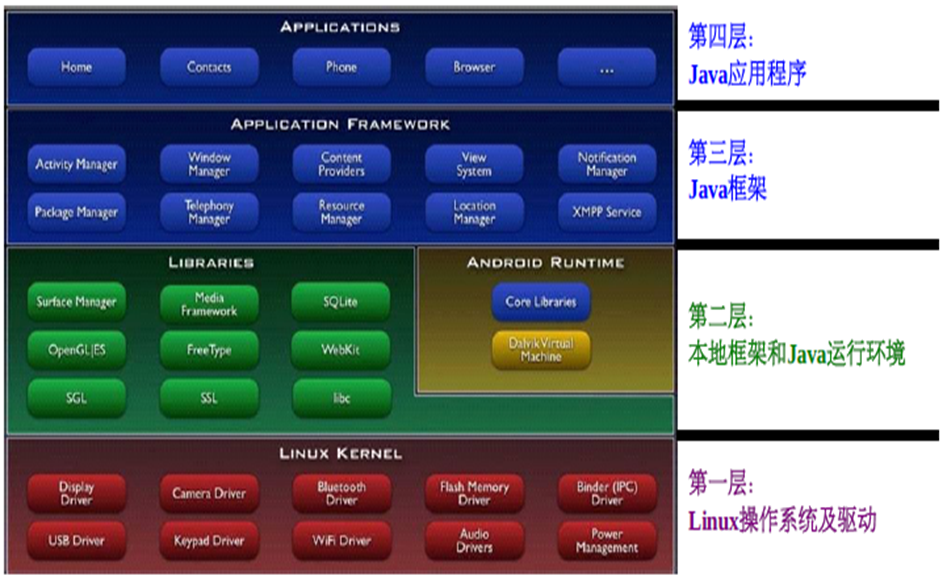 APPLICATIONS
Home
Contacts
Phone
Browser
...
第四层：
Java应用程序
APPLICATION FRAMEWORK
Activity Manager
Window
Manager
Content
Providers
View
System
Notification
Manager
Package Manager
Telephony
Manager
Resource
Manager
Location
Manager
XMPP Service
第三层：
Java框架
LIBRARIES
Surface Manager
Media
Framework
SQLite
OpenGL|ES
FreeType
WebKit
SGL
SSL
libc
ANDROID RUNTIME
Core Libraries
Dalvik Virtual
Machine
第二层：
本地框架和Java运行环境
LINUX KERNEL
Display
Driver
Camera Driver
Bluetooth
Driver
Flash Memory
Driver
Binder (IPC)
Driver
USB Driver
Keypad Driver
WiFi Driver
Audio
Drivers
Power
Management
第一层：
Linux操作系统及驱动